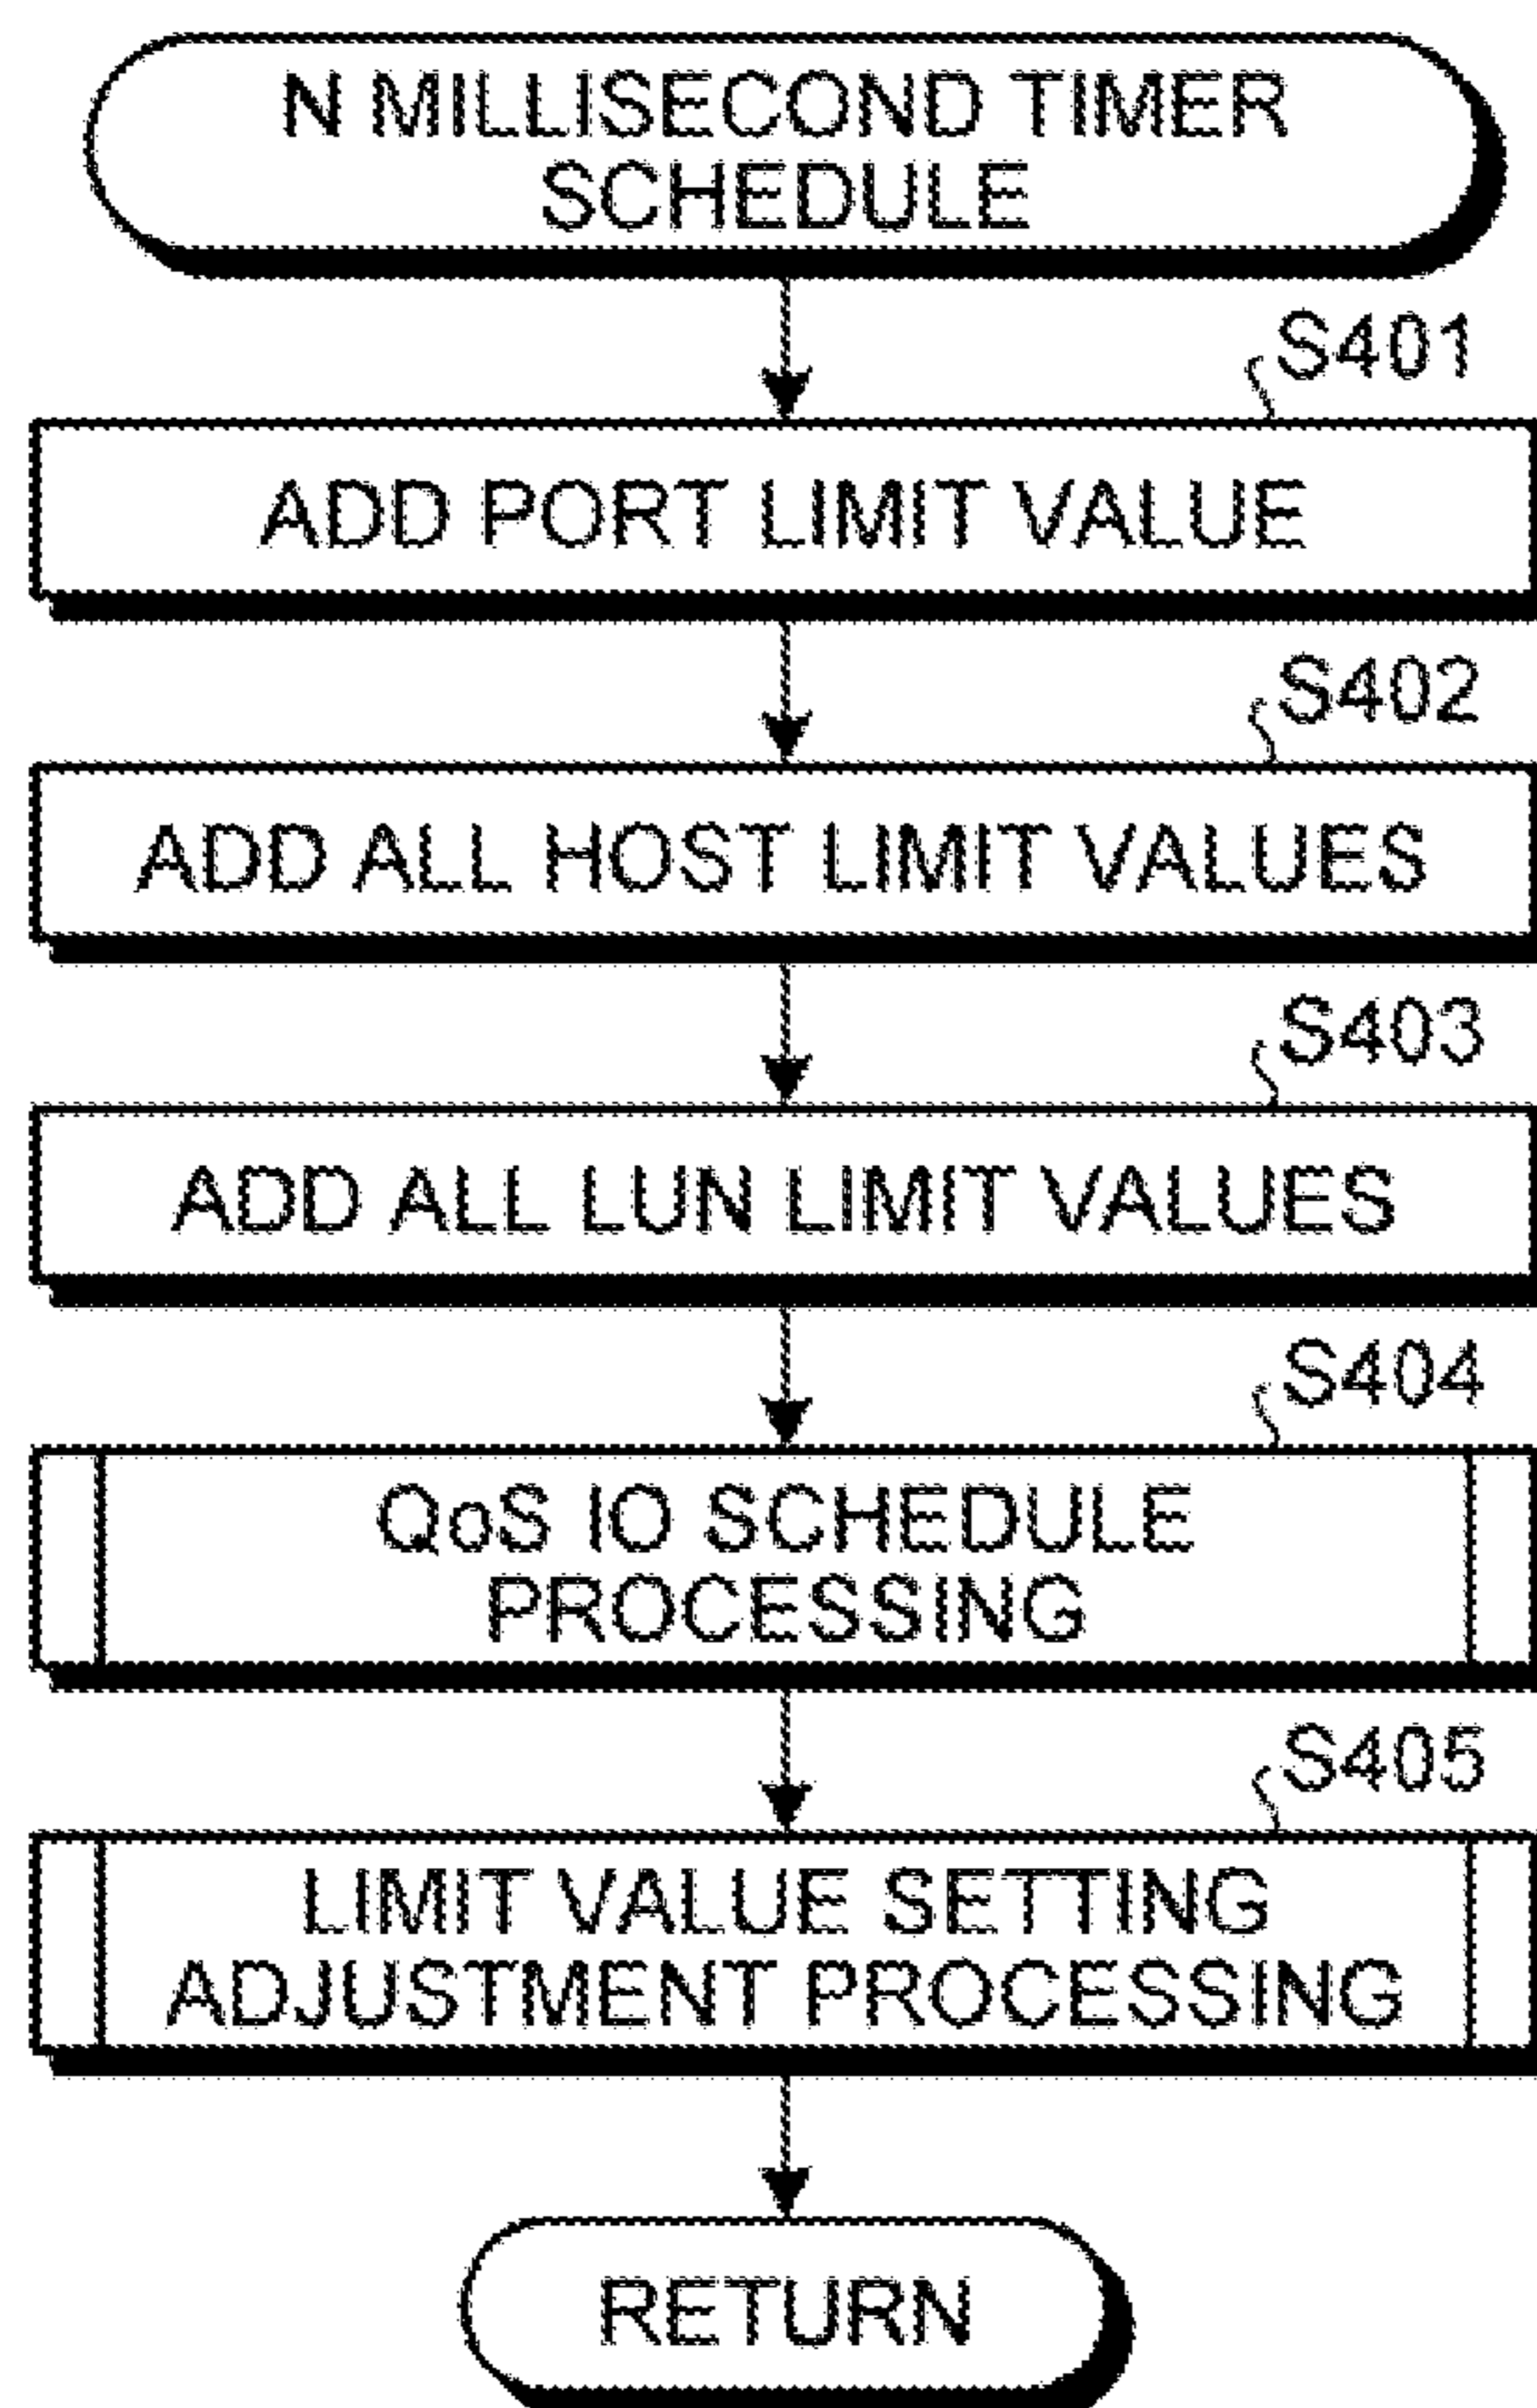 N MILLISECOND TIMER
SCHEDULE
S401
ADD PORT LIMIT VALUE
S402
ADD ALL HOST LIMIT VALUES
S403
ADD ALL LUN LIMIT VALUES
S404
QoS IO SCHEDULE
PROCESSING
S405
LIMIT VALUE SETTING
ADJUSTMENT PROCESSING
RETURN